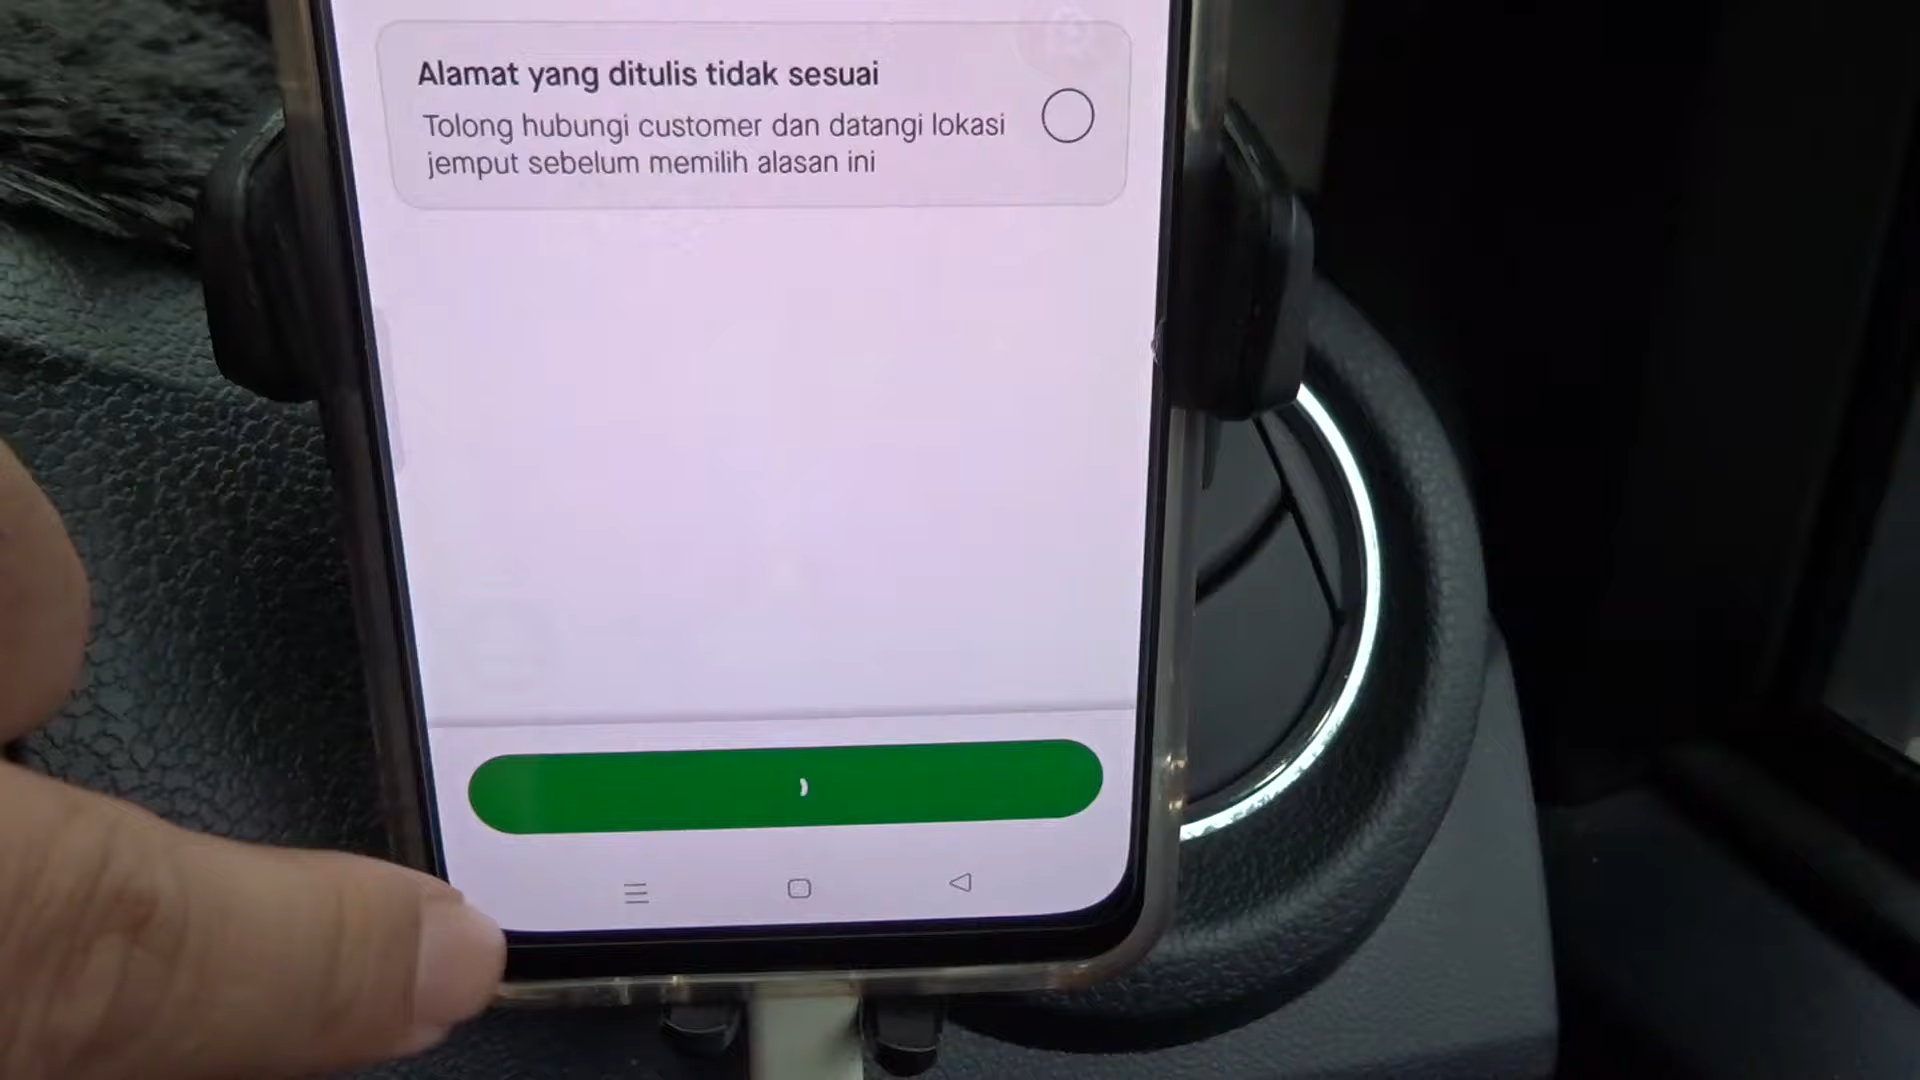 Alamat yang ditulis tidak sesuai
Tolong hubungi customer dan datangi lokasi
jemput sebelum memilih alasan ini